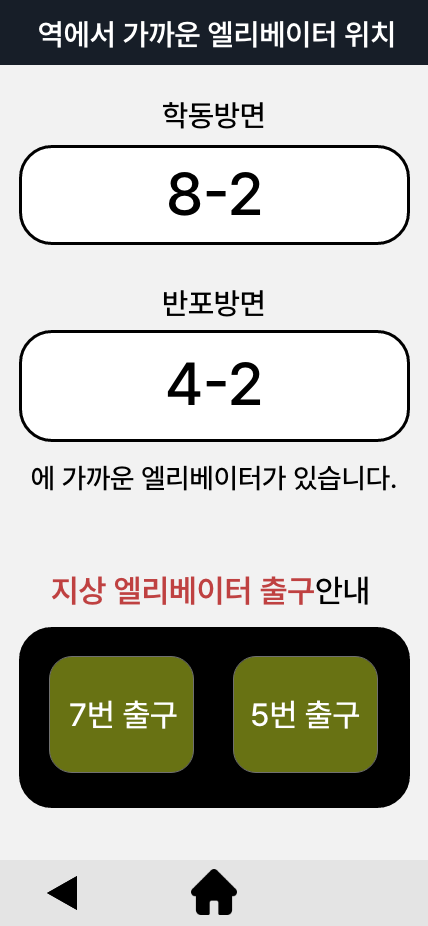 역에서 가까운 엘리베이터 위치
학동방면
8-2
반포방면
4-2
에 가까운 엘리베이터가 있습니다.
지상 엘리베이터 출구안내
7번 출구
5번 출구